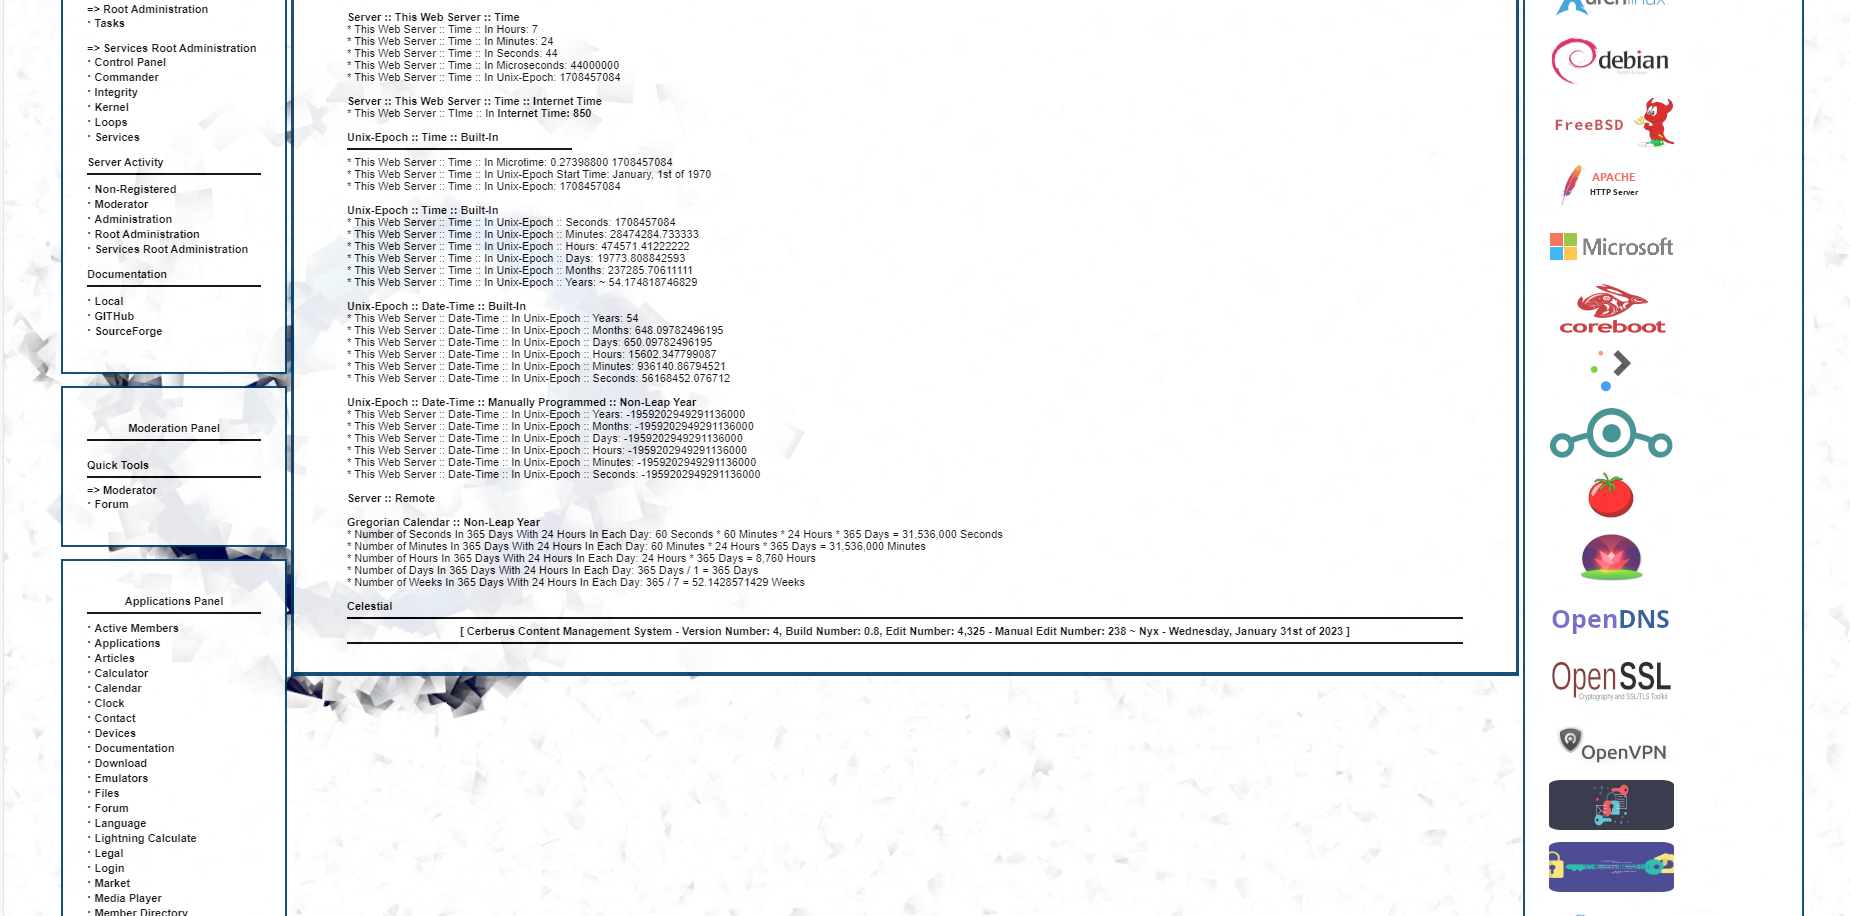 => Root Administration
· Tasks
=> Services Root Administration
· Control Panel
· Commander
· Integrity
· Kernel
· Loops
· Services
Server Activity
· Non-Registered
· Moderator
· Administration
· Root Administration
· Services Root Administration
Documentation
· Local
· GITHub
· SourceForge
Moderation Panel
Quick Tools
=> Moderator
· Forum
Applications Panel
· Active Members
· Applications
· Articles
· Calculator
· Calendar
· Clock
· Contact
· Devices
· Documentation
· Download
· Emulators
· Files
· Forum
· Language
· Lightning Calculate
· Legal
· Login
· Market
· Media Player
· Member Directory
Server :: This Web Server :: Time
* This Web Server :: Time :: In Hours: 7
* This Web Server :: Time :: In Minutes: 24
* This Web Server :: Time :: In Seconds: 44
* This Web Server :: Time :: In Microseconds: 44000000
* This Web Server :: Time :: In Unix-Epoch: 1708457084
Server :: This Web Server :: Time :: Internet Time
* This Web Server :: TIme :: In Internet Time: 850
Unix-Epoch :: Time :: Built-In
* This Web Server :: Time :: In Microtime: 0.27398800 1708457084
* This Web Server :: Time :: In Unix-Epoch Start Time: January, 1st of 1970
* This Web Server :: Time :: In Unix-Epoch: 1708457084
Unix-Epoch :: Time :: Built-In
* This Web Server :: Time :: In Unix-Epoch :: Seconds: 1708457084
* This Web Server :: Time :: In Unix-Epoch :: Minutes: 28474284.733333
* This Web Server :: Time :: In Unix-Epoch :: Hours: 474571.41222222
* This Web Server :: Time :: In Unix-Epoch :: Days: 19773.808842593
* This Web Server :: Time :: In Unix-Epoch :: Months: 237285.70611111
* This Web Server :: Time :: In Unix-Epoch :: Years: ~ 54.174818746829
Unix-Epoch :: Date-Time :: Built-In
* This Web Server :: Date-Time :: In Unix-Epoch :: Years: 54
* This Web Server :: Date-Time :: In Unix-Epoch :: Months: 648.09782496195
* This Web Server :: Date-Time :: In Unix-Epoch :: Days: 650.09782496195
* This Web Server :: Date-Time :: In Unix-Epoch :: Hours: 15602.347799087
* This Web Server :: Date-Time :: In Unix-Epoch :: Minutes: 936140.86794521
* This Web Server :: Date-Time :: In Unix-Epoch :: Seconds: 56168452.076712
Unix-Epoch :: Date-Time :: Manually Programmed :: Non-Leap Year
* This Web Server :: Date-Time :: In Unix-Epoch :: Years: -1959202949291136000
* This Web Server :: Date-Time :: In Unix-Epoch :: Months: -1959202949291136000
* This Web Server :: Date-Time :: In Unix-Epoch :: Days: -1959202949291136000
* This Web Server :: Date-Time :: In Unix-Epoch :: Hours: -1959202949291136000
* This Web Server :: Date-Time :: In Unix-Epoch :: Minutes: -1959202949291136000
* This Web Server :: Date-Time :: In Unix-Epoch :: Seconds: -1959202949291136000
Server :: Remote
Gregorian Calendar :: Non-Leap Year
* Number of Seconds In 365 Days With 24 Hours In Each Day: 60 Seconds * 60 Minutes * 24 Hours * 365 Days = 31,536,000 Seconds
* Number of Minutes In 365 Days With 24 Hours In Each Day: 60 Minutes * 24 Hours * 365 Days = 31,536,000 Minutes
* Number of Hours In 365 Days With 24 Hours In Each Day: 24 Hours * 365 Days = 8,760 Hours
* Number of Days In 365 Days With 24 Hours In Each Day: 365 Days / 1 = 365 Days
* Number of Weeks In 365 Days With 24 Hours In Each Day: 365 / 7 = 52.1428571429 Weeks
Celestial
[ Cerberus Content Management System - Version Number: 4, Build Number: 0.8, Edit Number: 4,325 - Manual Edit Number: 238 ~ Nyx - Wednesday, January 31st of 2023 ]
debian
FreeBSD
APACHE
HTTP Server
Microsoft
coreboot
OpenDNS
OpenSSL
Cryptography and SSL/TLS Toolkit
OpenVPN